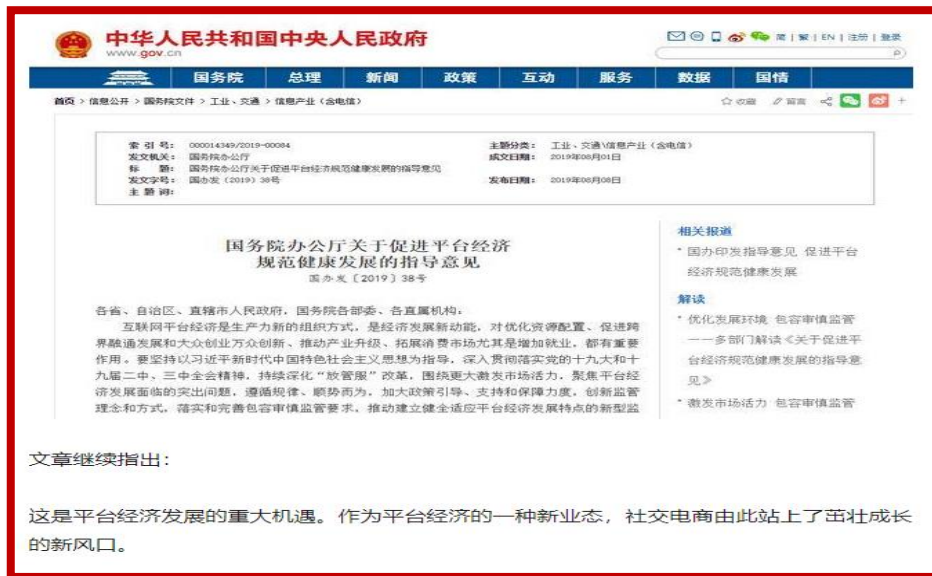 中华人民共和国中央人民政府
www.gov.cn
简 | 繁 | EN | 注册 | 登录
国务院 总理 新闻 政策 互动 服务 数据 国情
首页 > 信息公开 > 国务院文件 > 工业、交通 > 信息产业（含电信）
收藏 留言
索 引 号： 000014349/2019-00084 主题分类： 工业、交通\信息产业（含电信）
发文机关： 国务院办公厅 成文日期： 2019年08月01日
标 题： 国务院办公厅关于促进平台经济规范健康发展的指导意见
发文字号： 国办发〔2019〕38号 发布日期： 2019年08月08日
主 题 词：
国务院办公厅关于促进平台经济
规范健康发展的指导意见
国办发〔2019〕38号
各省、自治区、直辖市人民政府，国务院各部委、各直属机构：
互联网平台经济是生产力新的组织方式，是经济发展新动能，对优化资源配置、促进跨
界融通发展和大众创业万众创新、推动产业升级、拓展消费市场尤其是增加就业，都有重要
作用。要坚持以习近平新时代中国特色社会主义思想为指导，深入贯彻落实党的十九大和十
九届二中、三中全会精神，持续深化“放管服”改革，围绕更大激发市场活力，聚焦平台经
济发展面临的突出问题，遵循规律、顺势而为，加大政策引导、支持和保障力度，创新监管
理念和方式，落实和完善包容审慎监管要求，推动建立健全适应平台经济发展特点的新型监
相关报道
国办印发指导意见 促进平台
经济规范健康发展
解读
优化发展环境 包容审慎监管
——多部门解读《关于促进平
台经济规范健康发展的指导意
见》
激发市场活力 包容审慎监管
文章继续指出：
这是平台经济发展的重大机遇。作为平台经济的一种新业态，社交电商由此站上了茁壮成长
的新风口。